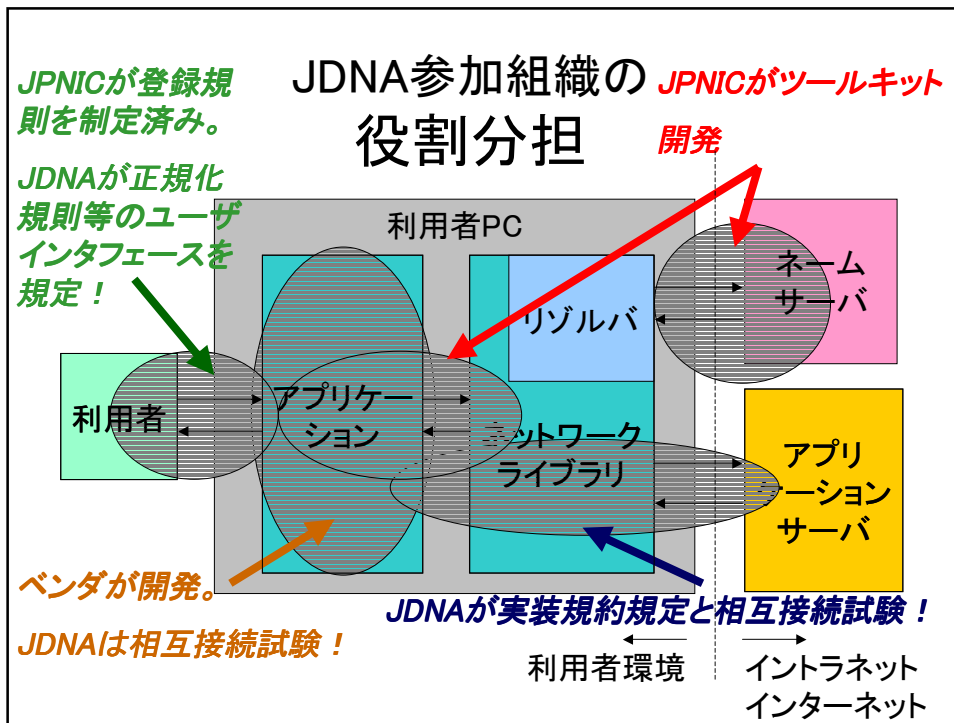 JDNA参加組織の
役割分担
JPNICが登録規
則を制定済み。
JDNAが正規化
規則等のユーザ
インタフェースを
規定！
JPNICがツールキット
開発
利用者PC
ネーム
サーバ
リゾルバ
利用者
アプリケー
ション
ネットワーク
ライブラリ
アプリ
ケーション
サーバ
ベンダが開発。
JDNAは相互接続試験！
JDNAが実装規約規定と相互接続試験！
利用者環境
イントラネット
インターネット